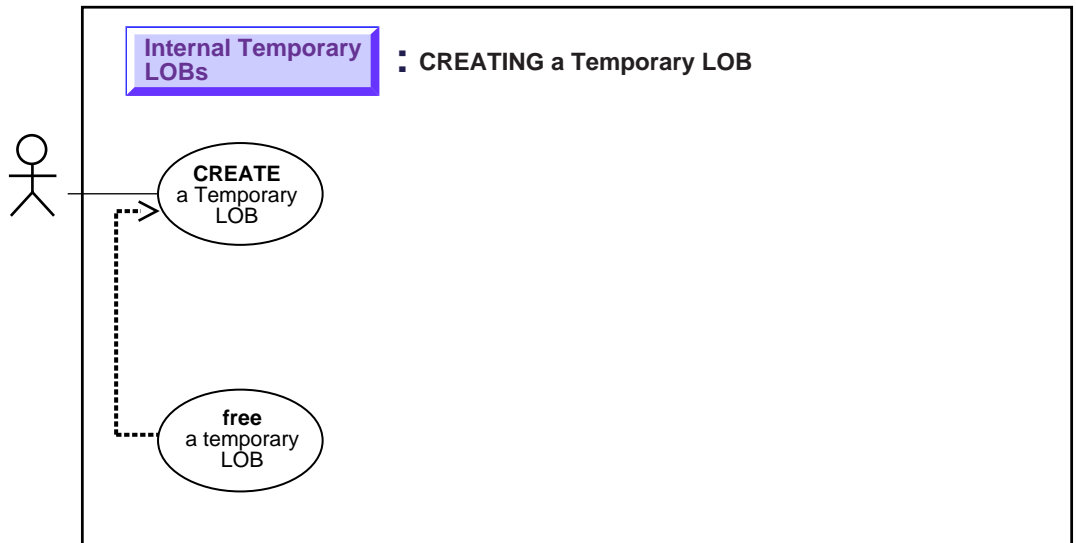 Internal Temporary
LOBs
: CREATING a Temporary LOB
CREATE
a Temporary
LOB
free
a temporary
LOB